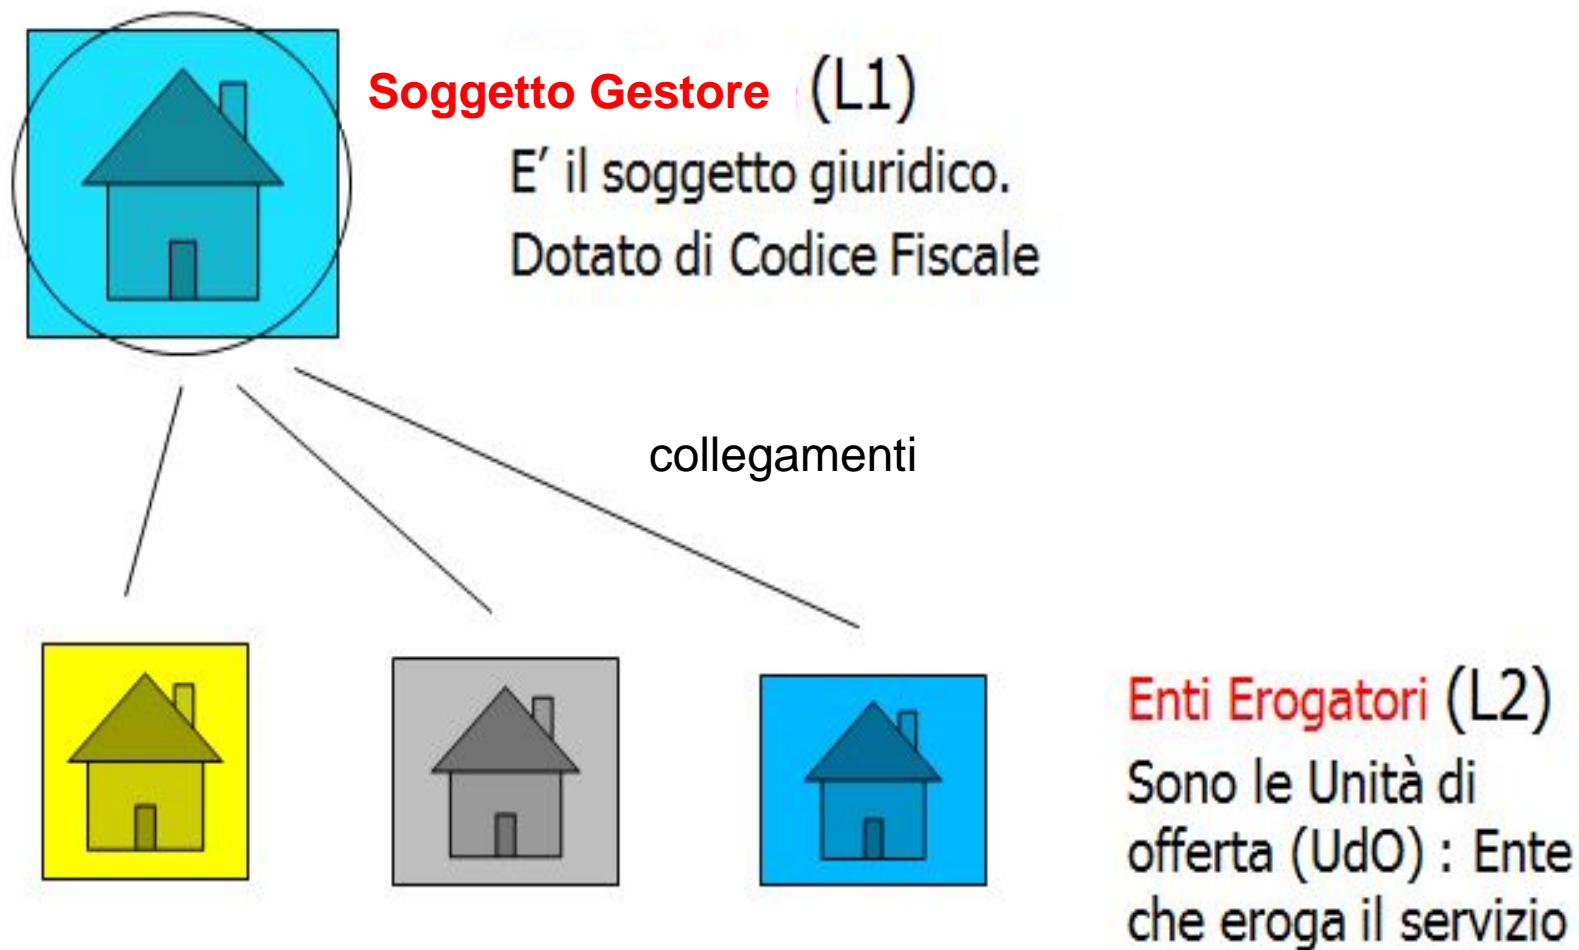 Soggetto Gestore (L1)
E´ il soggetto giuridico.
Dotato di Codice Fiscale
collegamenti
Enti Erogatori (L2)
Sono le Unità di
offerta (UdO) : Ente
che eroga il servizio